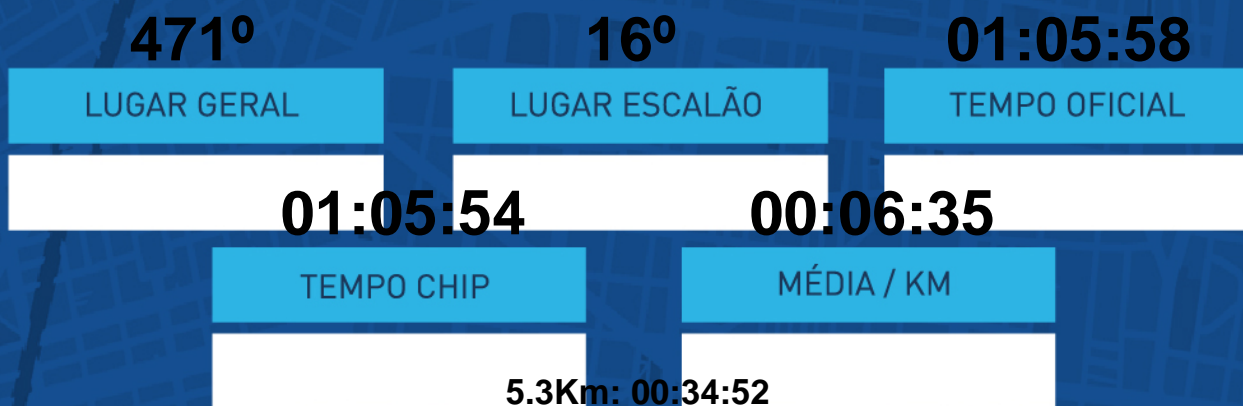 471º 16º 01:05:58
LUGAR GERAL LUGAR ESCALÃO TEMPO OFICIAL
01:05:54 00:06:35
TEMPO CHIP MÉDIA / KM
5.3Km: 00:34:52